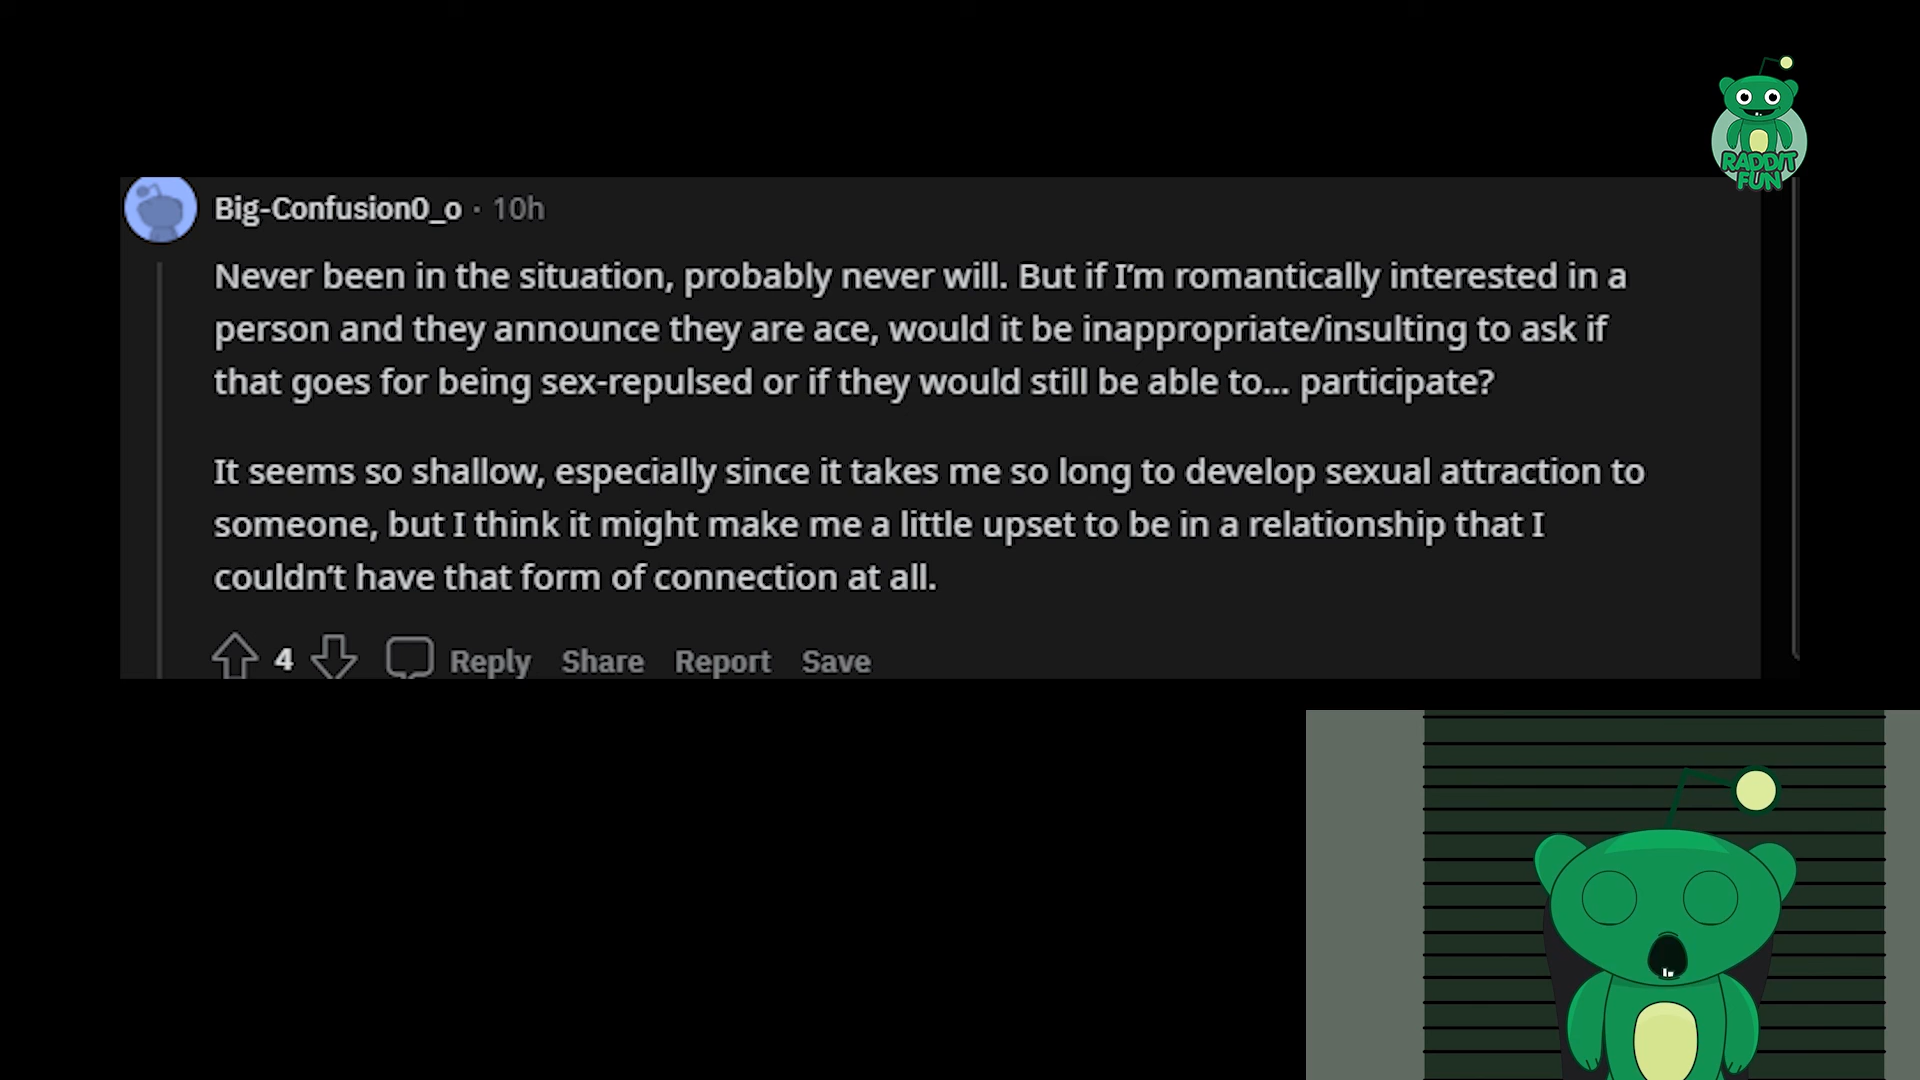 RADDIT
FUN
Big-Confusion0_o · 10h
Never been in the situation, probably never will. But if I’m romantically interested in a
person and they announce they are ace, would it be inappropriate/insulting to ask if
that goes for being sex-repulsed or if they would still be able to... participate?
It seems so shallow, especially since it takes me so long to develop sexual attraction to
someone, but I think it might make me a little upset to be in a relationship that I
couldn’t have that form of connection at all.
4 Reply Share Report Save